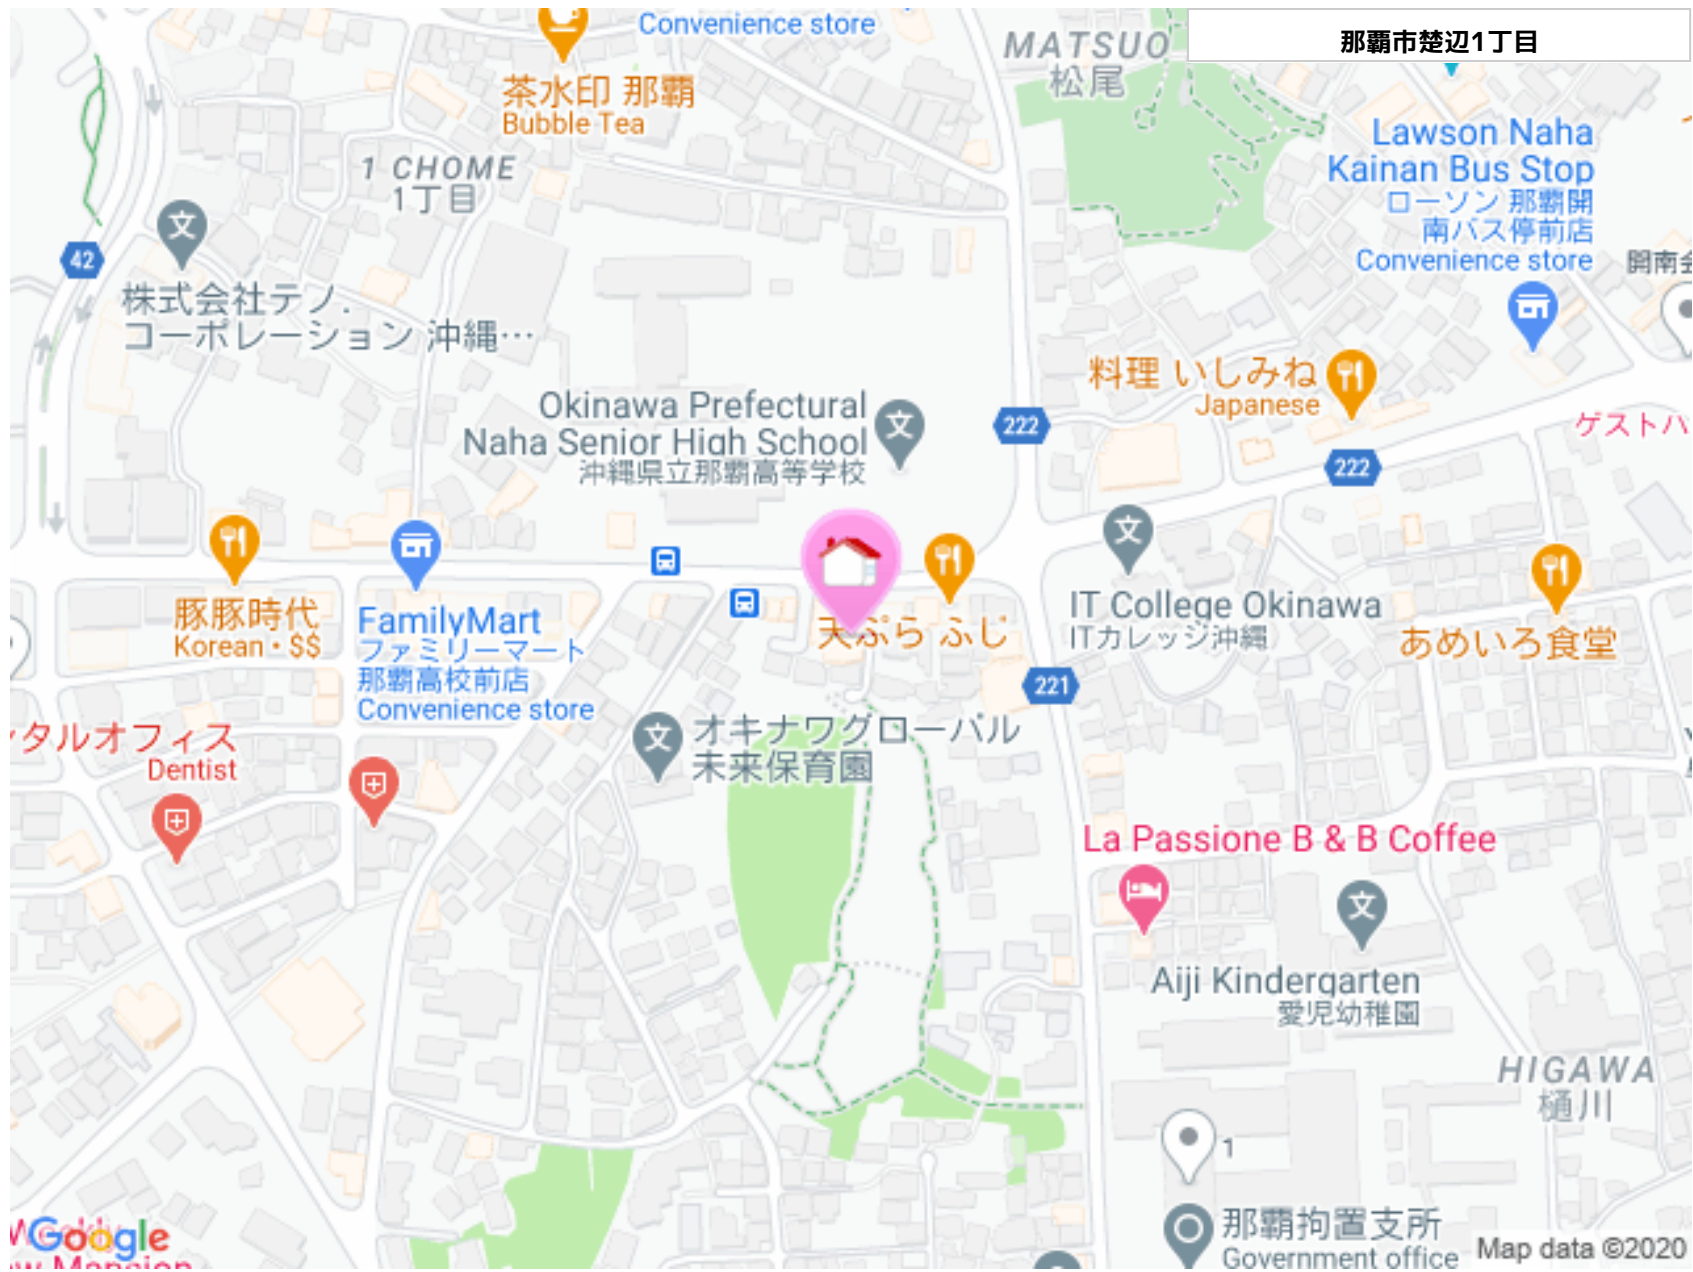 Convenience store
MATSUO
松尾
那覇市楚辺1丁目
茶水印 那覇
Bubble Tea
Lawson Naha
Kainan Bus Stop
ローソン 那覇開
南バス停前店
Convenience store
1 CHOME
1丁目
42
開南会
株式会社テノ.
コーポレーション 沖縄…
料理 いしみね
Japanese
Okinawa Prefectural
Naha Senior High School
沖縄県立那覇高等学校
222
ゲストハ
222
豚豚時代
Korean・$$
FamilyMart
ファミリーマート
那覇高校前店
Convenience store
天ぷら ふじ
IT College Okinawa
ITカレッジ沖縄
あめいろ食堂
221
タルオフィス
Dentist
オキナワグローバル
未来保育園
La Passione B & B Coffee
Aiji Kindergarten
愛児幼稚園
HIGAWA
樋川
1
那覇拘置支所
Government office
Google
Map data ©2020